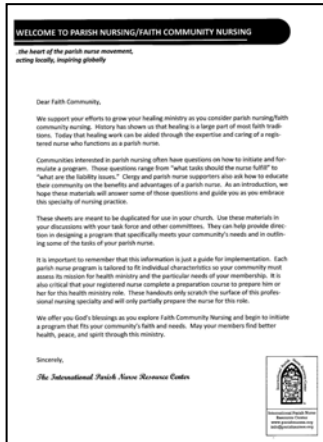 WELCOME TO PARISH NURSING/FAITH COMMUNITY NURSING
.the heart of the parish nurse movement,
acting locally, inspiring globally
Dear Faith Community,
We support your efforts to grow your healing ministry as you consider parish nursing/faith
community nursing. History has shown us that healing is a large part of most faith tradi-
tions. Today that healing work can be aided through the expertise and caring of a regis-
tered nurse who functions as a parish nurse.
Communities interested in parish nursing often have questions on how to initiate and for-
mulate a program. Those questions range from "what tasks should the nurse fulfill" to
"what are the liability issues." Clergy and parish nurse supporters also ask how to educate
their community on the benefits and advantages of a parish nurse. As an introduction, we
hope these materials will answer some of those questions and guide you as you embrace
this specialty of nursing practice.
These sheets are meant to be duplicated for use in your church. Use these materials in
your discussions with your task force and other committees. They can help provide direc-
tion in designing a program that specifically meets your community's needs and in outlin-
ing some of the tasks of your parish nurse.
It is important to remember that this information is just a guide for implementation. Each
parish nurse program is tailored to fit individual characteristics so your community must
assess its mission for health ministry and the particular needs of your membership. It is
also critical that your registered nurse complete a preparation course to prepare him or
her for this health ministry role. These handouts only scratch the surface of this profes-
sional nursing specialty and will only partially prepare the nurse for this role.
We offer you God's blessings as you explore Faith Community Nursing and begin to initiate
a program that fits your community's faith and needs. May your members find better
health, peace, and spirit through this ministry.
Sincerely,
The International Parish Nurse Resource Center
International Parish Nurse
Resource Center
www.parishnurses.org
info@parishnurses.org